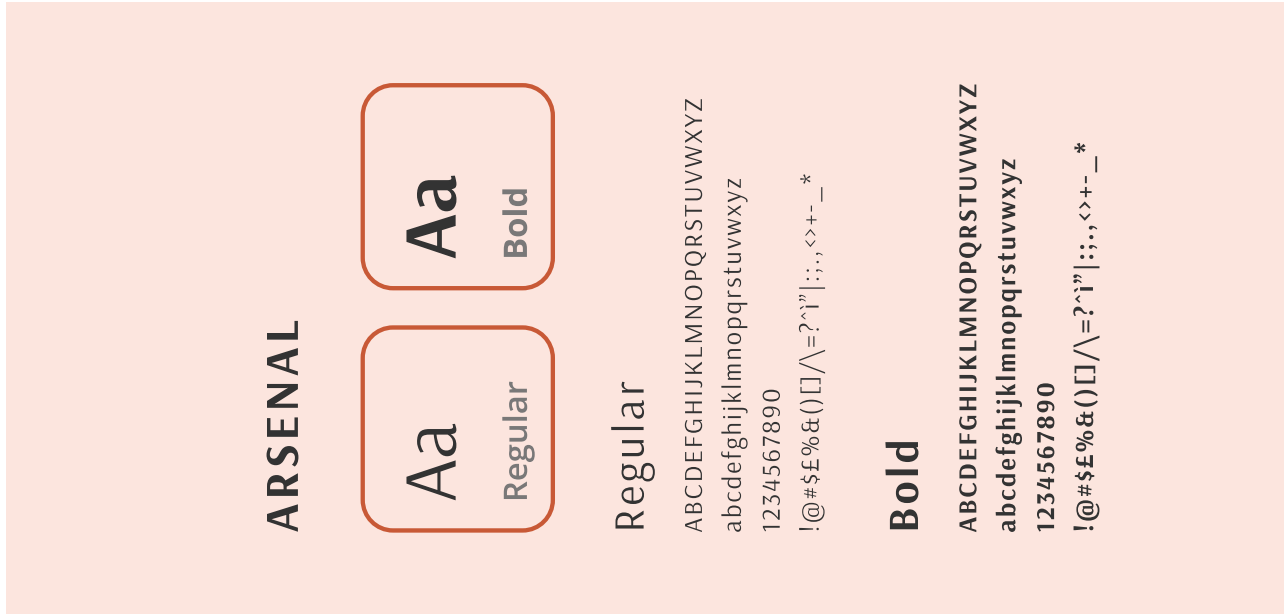 ARSENAL
Aa
Regular
Aa
Bold
Regular
ABCDEFGHIJKLMNOPQRSTUVWXYZ
abcdefghijklmnopqrstuvwxyz
1234567890
!@#$£%&()[]/\=?^`ı”|:;.,<>+-_*
Bold
ABCDEFGHIJKLMNOPQRSTUVWXYZ
abcdefghijklmnopqrstuvwxyz
1234567890
!@#$£%&()[]/\=?^`ı”|:;.,<>+-_*